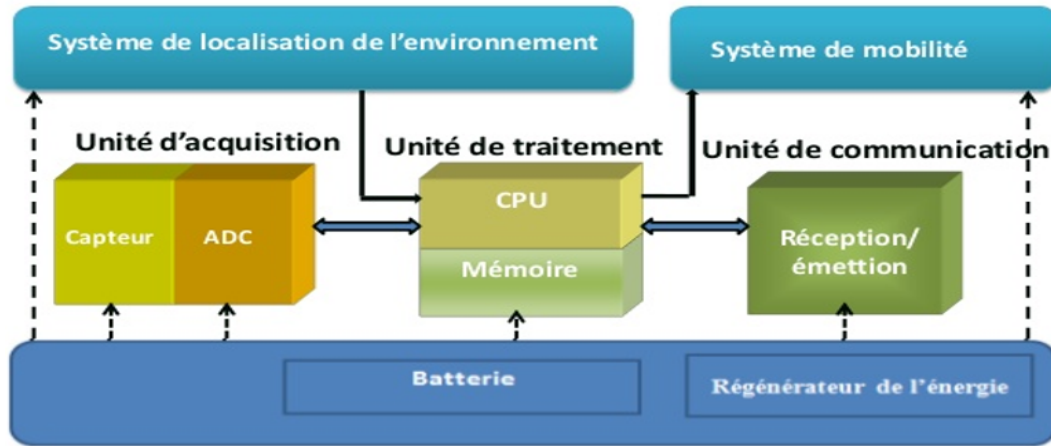 Système de localisation de l'environnement
Système de mobilité
Unité d'acquisition
Unité de traitement
Unité de communication
Capteur
ADC
CPU
Mémoire
Réception/
émettion
Batterie
Régénérateur de l'énergie